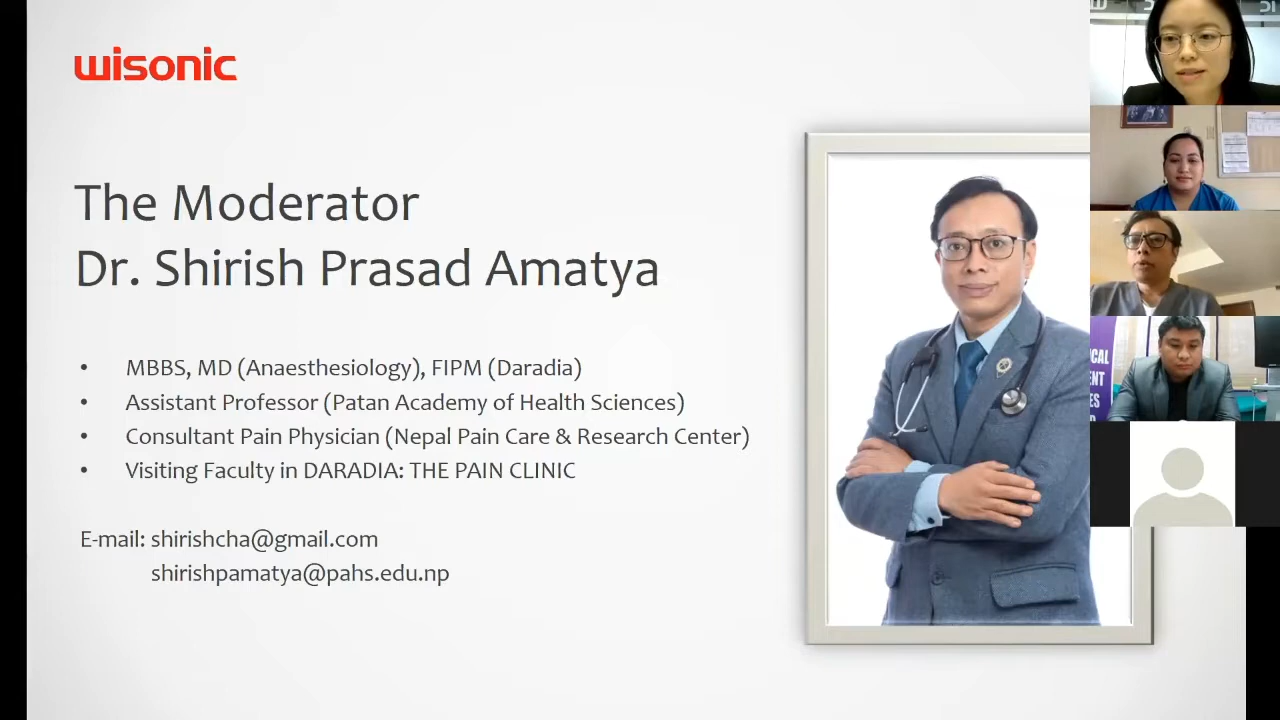 wisonic
The Moderator
Dr. Shirish Prasad Amatya
• MBBS, MD (Anaesthesiology), FIPM (Daradia)
• Assistant Professor (Patan Academy of Health Sciences)
• Consultant Pain Physician (Nepal Pain Care & Research Center)
• Visiting Faculty in DARADIA: THE PAIN CLINIC
E-mail: shirishcha@gmail.com
shirishpamatya@pahs.edu.np